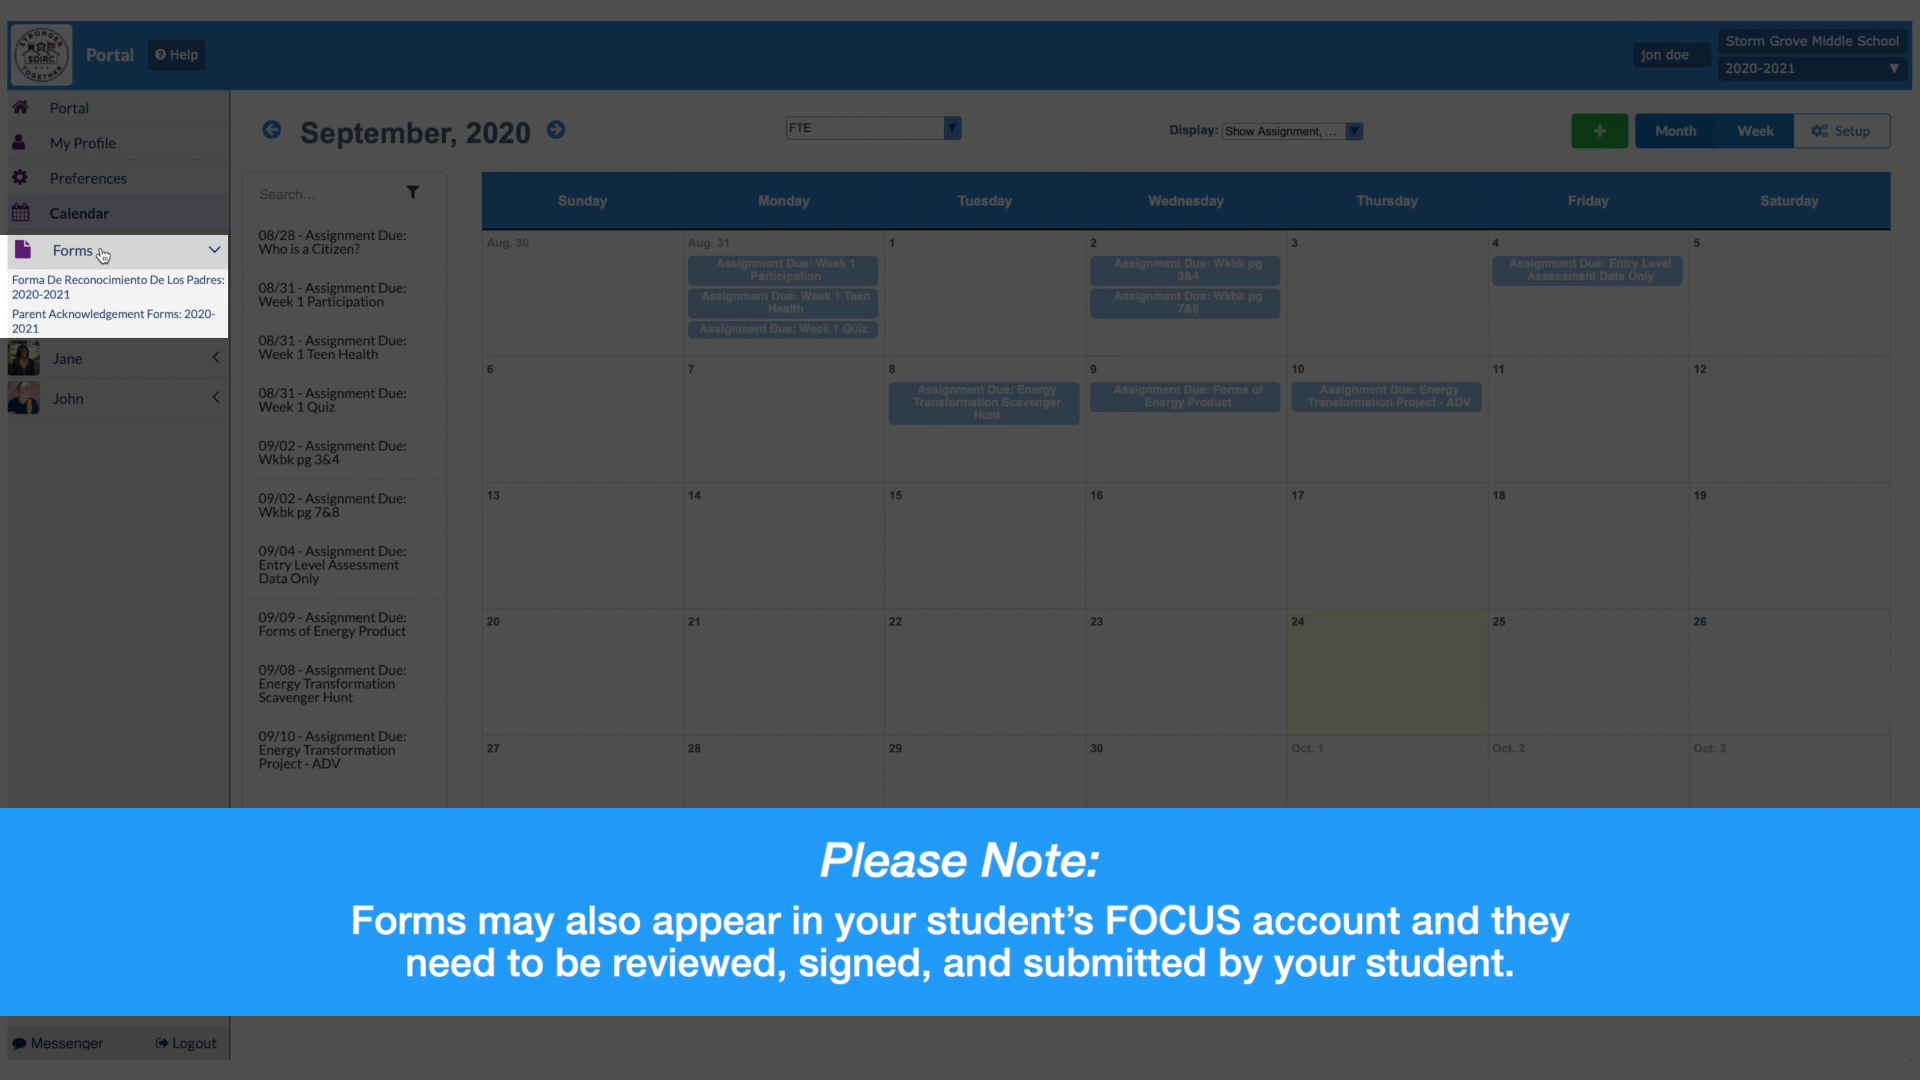 STRONGER
SDIRC
TOGETHER
Portal
Help
jon doe
Storm Grove Middle School
2020-2021
Portal
My Profile
Preferences
Calendar
Forms
Forma De Reconocimiento De Los Padres:
2020-2021
Parent Acknowledgement Forms: 2020-
2021
Jane
John
September, 2020
FTE
Display:
Show Assignment, ...
+
Month
Week
Setup
Search...
08/28 - Assignment Due:
Who is a Citizen?
08/31 - Assignment Due:
Week 1 Participation
08/31 - Assignment Due:
Week 1 Teen Health
08/31 - Assignment Due:
Week 1 Quiz
09/02 - Assignment Due:
Wkbk pg 3&4
09/02 - Assignment Due:
Wkbk pg 7&8
09/04 - Assignment Due:
Entry Level Assessment
Data Only
09/09 - Assignment Due:
Forms of Energy Product
09/08 - Assignment Due:
Energy Transformation
Scavenger Hunt
09/10 - Assignment Due:
Energy Transformation
Project - ADV
Sunday
Monday
Tuesday
Wednesday
Thursday
Friday
Saturday
Aug. 30
Aug. 31
Assignment Due: Week 1
Participation
Assignment Due: Week 1 Teen
Health
Assignment Due: Week 1 Quiz
1
2
Assignment Due: Wkbk pg
3&4
Assignment Due: Wkbk pg
7&8
3
4
Assignment Due: Entry Level
Assessment Data Only
5
6
7
8
Assignment Due: Energy
Transformation Scavenger
Hunt
9
Assignment Due: Forms of
Energy Product
10
Assignment Due: Energy
Transformation Project - ADV
11
12
13
14
15
16
17
18
19
20
21
22
23
24
25
26
27
28
29
30
Oct. 1
Oct. 2
Oct. 3
Please Note:
Forms may also appear in your student’s FOCUS account and they
need to be reviewed, signed, and submitted by your student.
Messenger
Logout